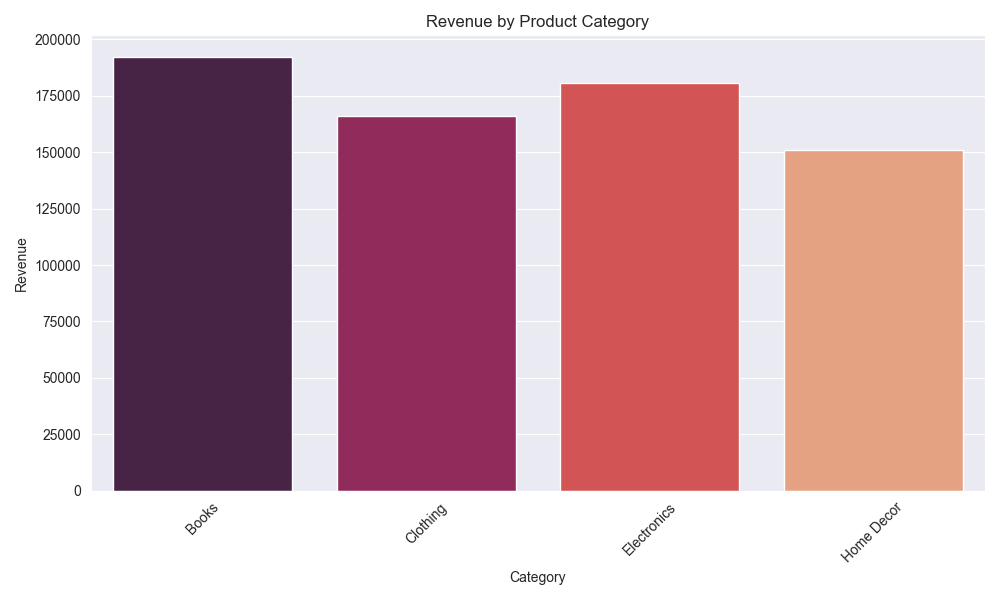 Revenue by Product Category
200000
175000
150000
125000
100000
75000
50000
25000
0
Revenue
Books
Clothing
Electronics
Home Decor
Category